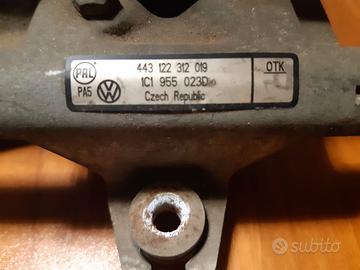 PAL
443 122 312 019
OTK
PA5
1C1 955 023D
Czech Republic
subito